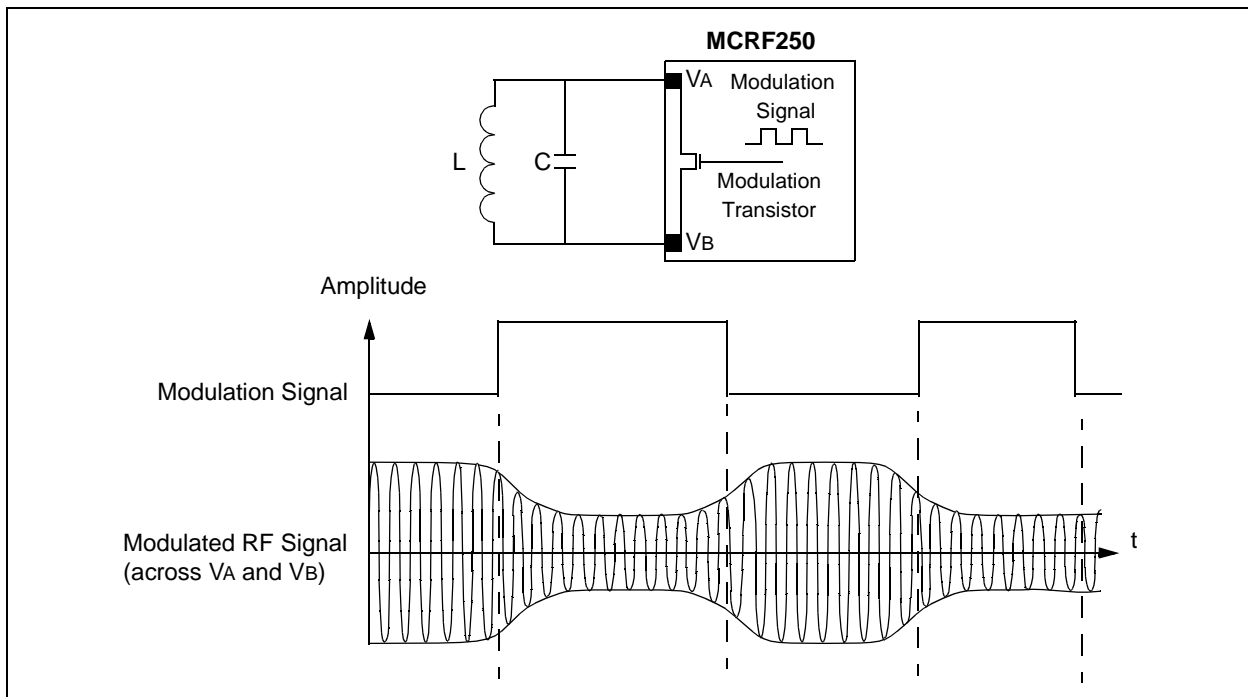 MCRF250
VA
Modulation
Signal
L
C
Modulation
Transistor
VB
Amplitude
Modulation Signal
Modulated RF Signal
(across VA and VB)
t